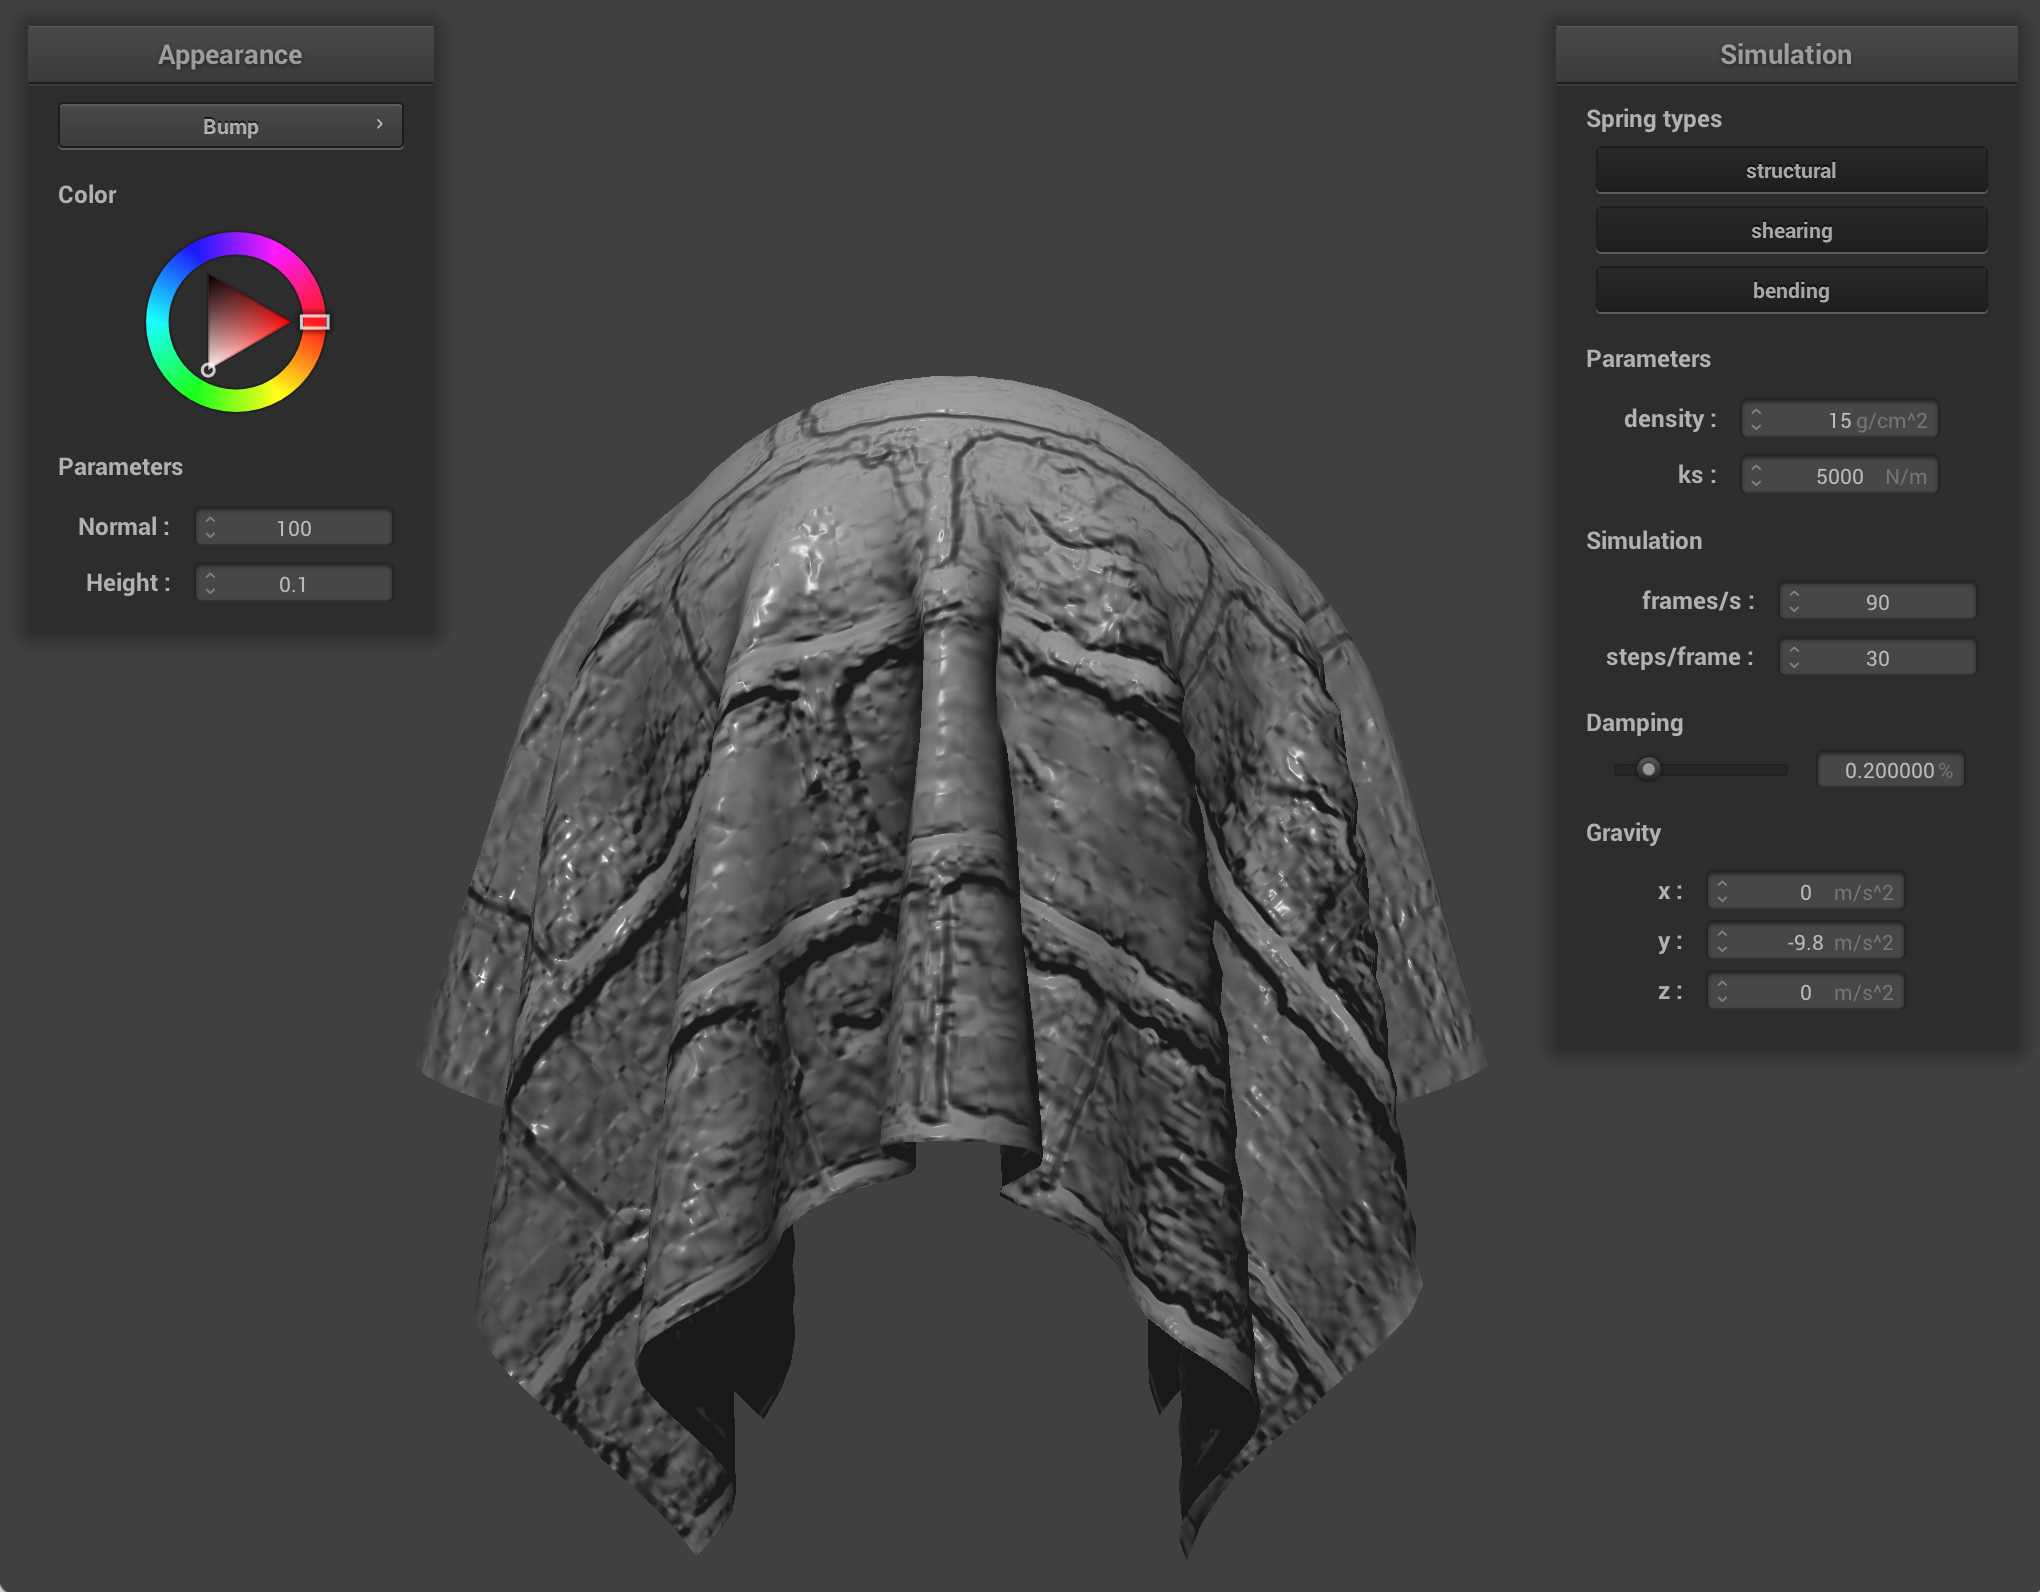 Appearance
Bump
Color
Parameters
Normal : 100
Height : 0.1
Simulation
Spring types
structural
shearing
bending
Parameters
density : 15 g/cm^2
ks : 5000 N/m
Simulation
frames/s : 90
steps/frame : 30
Damping
0.200000 %
Gravity
x : 0 m/s^2
y : -9.8 m/s^2
z : 0 m/s^2